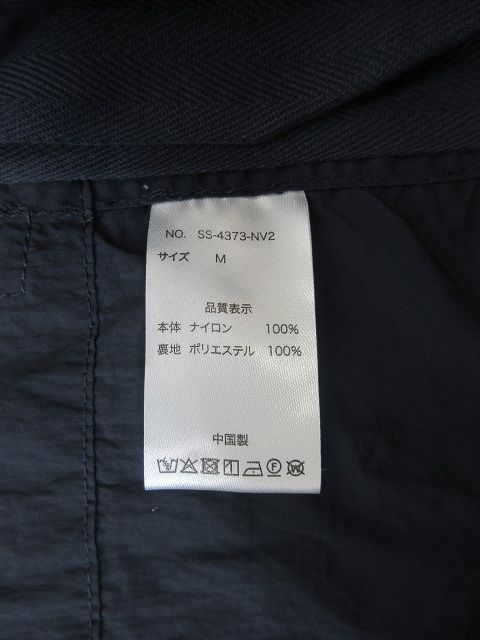 NO. SS-4373-NV2
サイズ M
品質表示
本体 ナイロン 100%
裏地 ポリエステル 100%
中国製